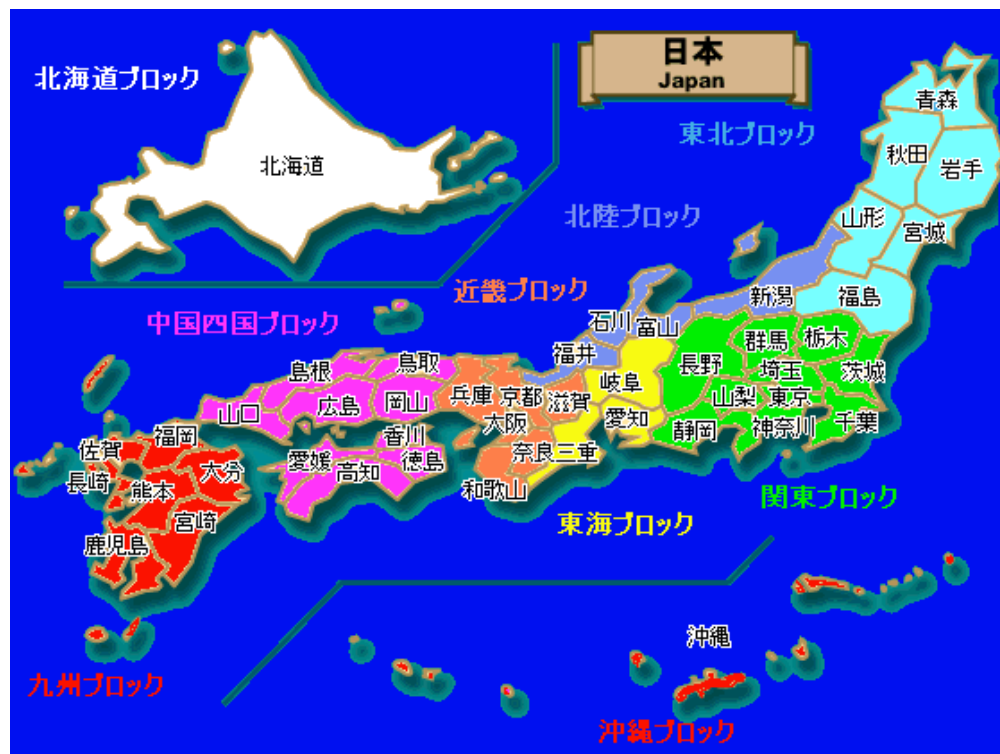 日本
Japan
北海道ブロック
北海道
東北ブロック
青森
秋田
岩手
山形
宮城
福島
北陸ブロック
新潟
石川
富山
福井
近畿ブロック
中国四国ブロック
島根
鳥取
兵庫
京都
滋賀
岐阜
長野
群馬
栃木
埼玉
茨城
山梨
東京
山口
広島
岡山
大阪
愛知
静岡
神奈川
千葉
香川
佐賀
福岡
大分
愛媛
高知
徳島
奈良
三重
長崎
熊本
和歌山
関東ブロック
東海ブロック
宮崎
鹿児島
九州ブロック
沖縄
沖縄ブロック